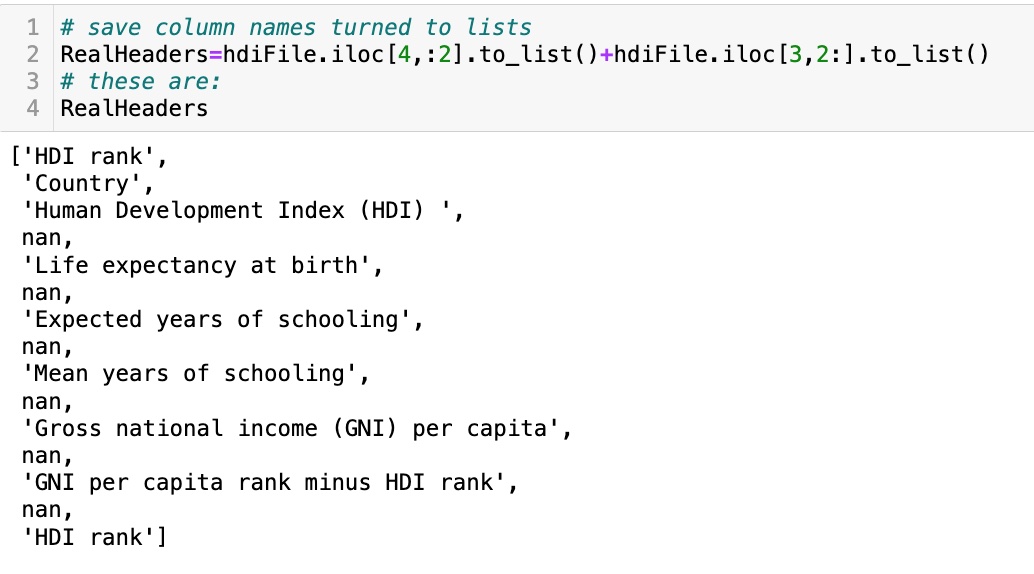 1 # save column names turned to lists
2 RealHeaders=hdiFile.iloc[4,:2].to_list()+hdiFile.iloc[3,2:].to_list()
3 # these are:
4 RealHeaders
['HDI rank',
'Country',
'Human Development Index (HDI) ',
nan,
'Life expectancy at birth',
nan,
'Expected years of schooling',
nan,
'Mean years of schooling',
nan,
'Gross national income (GNI) per capita',
nan,
'GNI per capita rank minus HDI rank',
nan,
'HDI rank']